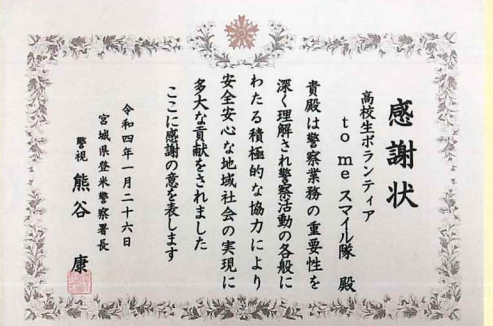 感謝状
高校生ボランティア
tomeスマイル隊 殿
貴殿は警察業務の重要性を
深く理解され警察活動の各般に
わたる積極的な協力により
安全安心な地域社会の実現に
多大な貢献をされました
ここに感謝の意を表します
令和四年一月二十六日
宮城県登米警察署長
警視 熊谷 康